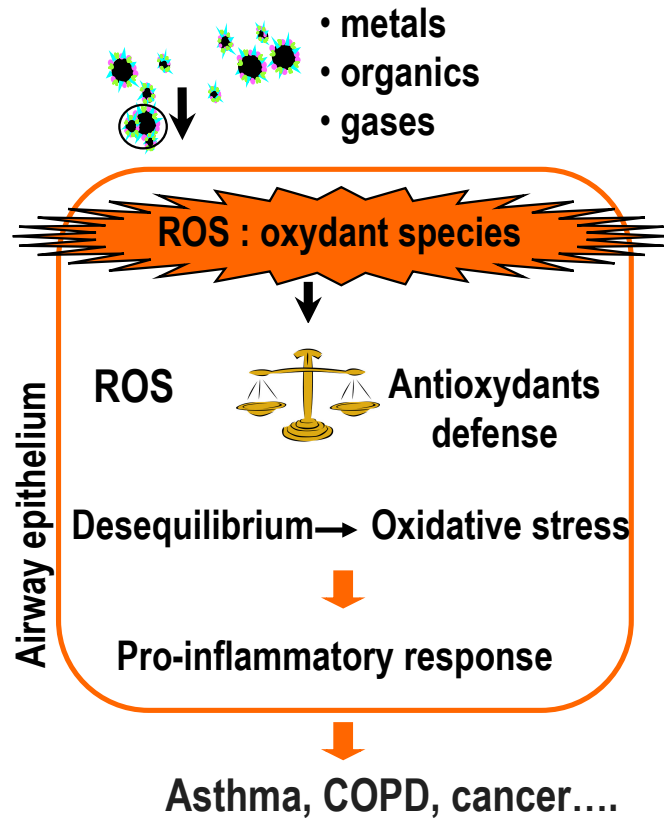 • metals
• organics
• gases
ROS : oxydant species
ROS
Antioxydants
defense
Airway epithelium
Desequilibrium → Oxidative stress
Pro-inflammatory response
Asthma, COPD, cancer….